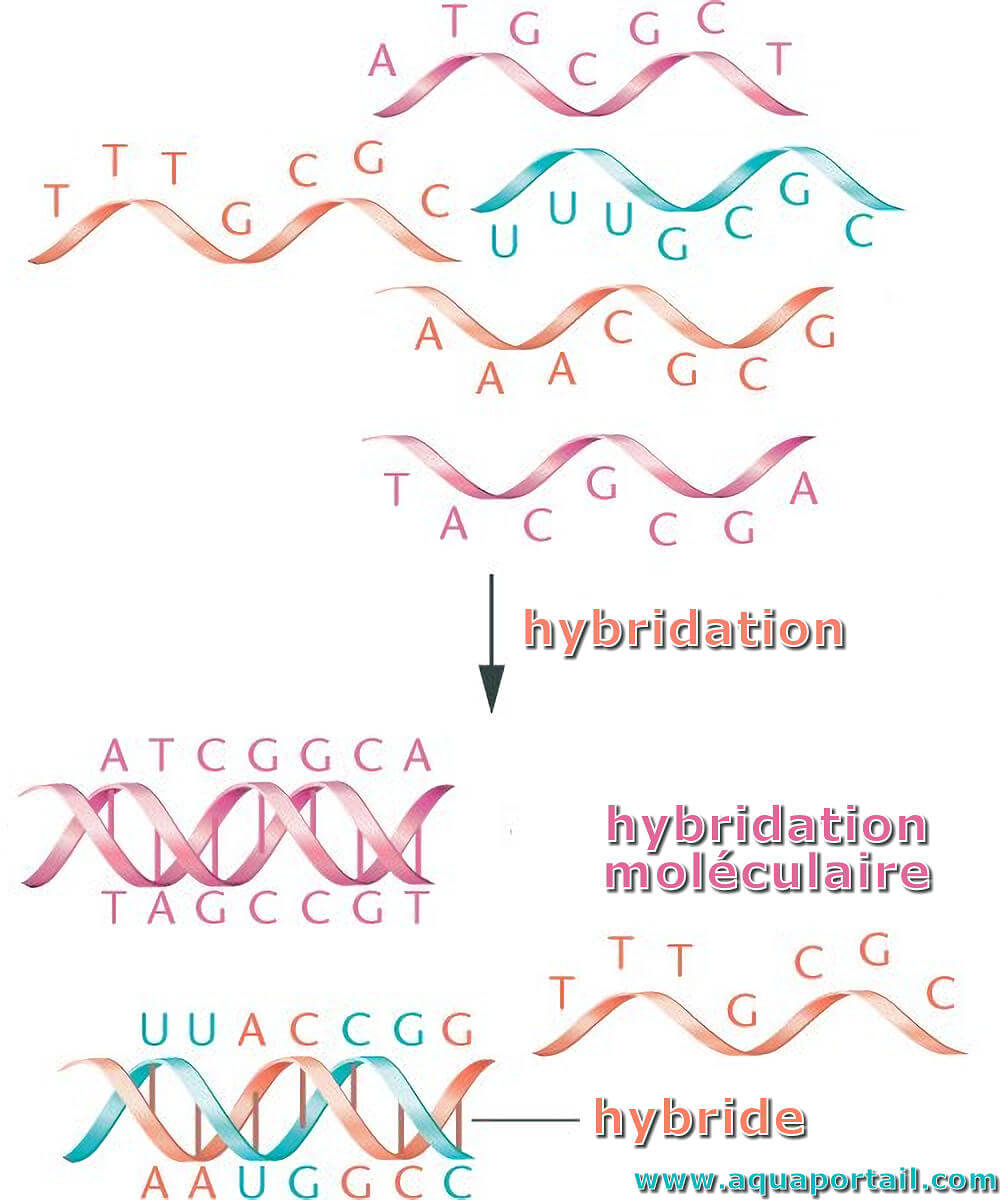 A T G C G C T
T T T G C G C
U U U G C G C
A A A C G C G
T A C G C G A
hybridation
A T C G G C A
T A G C C G T
hybridation
moléculaire
T T T G C G C
U U A C C G G
A A U G G C C
hybride
www.aquaportail.com